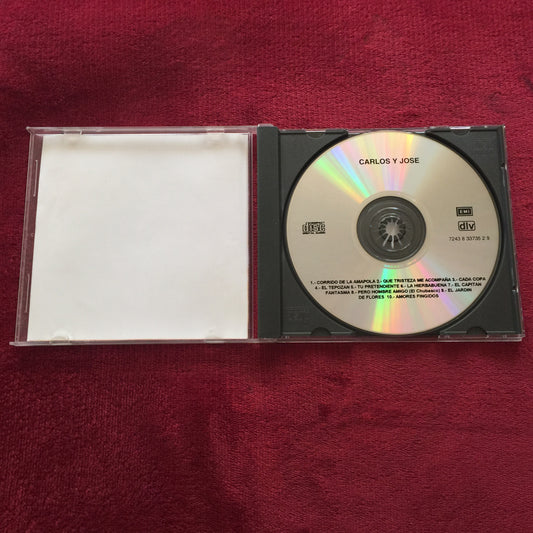 CARLOS Y JOSE
EMI
dlv
7243 8 33735 2 9
1.- CORRIDO DE LA AMAPOLA 2.- QUE TRISTEZA ME ACOMPAÑA 3.- CADA COPA
4.- EL TEPOZAN 5.- TU PRETENDIENTE 6.- LA HIERBABUENA 7.- EL CAPITAN
FANTASMA 8.- PERO HOMBRE AMIGO (El Chubasco) 9.- EL JARDIN
DE FLORES 10.- AMORES FINGIDOS